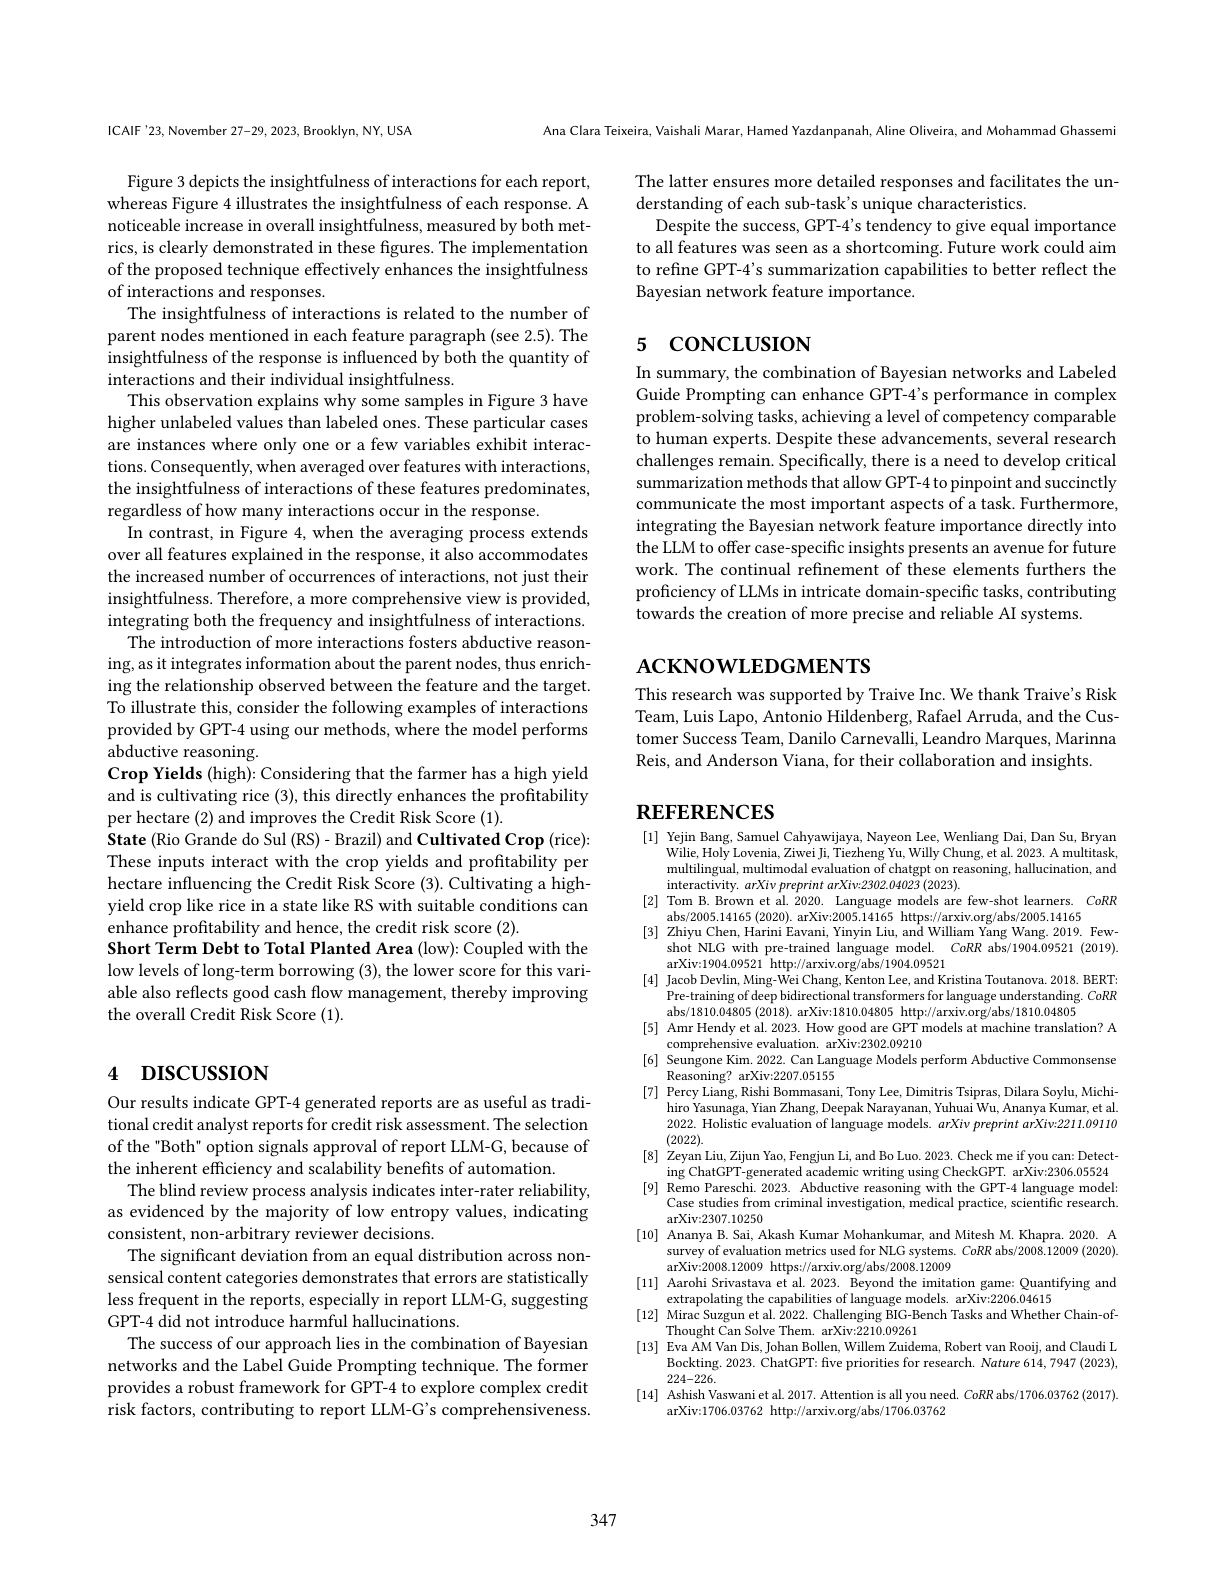 ICAIF '23, November 27–29, 2023, Brooklyn, NY, USA
Ana Clara Teixeira, Vaishali Marar, Hamed Yazdanpanah, Aline Oliveira, and Mohammad Ghassemi
Figure 3 depicts the insightfulness of interactions for each report,
whereas Figure 4 illustrates the insightfulness of each response. A
noticeable increase in overall insightfulness, measured by both met-
rics, is clearly demonstrated in these figures. The implementation
of the proposed technique effectively enhances the insightfulness
of interactions and responses.
The insightfulness of interactions is related to the number of
parent nodes mentioned in each feature paragraph (see 2.5). The
insightfulness of the response is influenced by both the quantity of
interactions and their individual insightfulness.
This observation explains why some samples in Figure 3 have
higher unlabeled values than labeled ones. These particular cases
are instances where only one or a few variables exhibit interac-
tions. Consequently, when averaged over features with interactions,
the insightfulness of interactions of these features predominates,
regardless of how many interactions occur in the response.
In contrast, in Figure 4, when the averaging process extends
over all features explained in the response, it also accommodates
the increased number of occurrences of interactions, not just their
insightfulness. Therefore, a more comprehensive view is provided,
integrating both the frequency and insightfulness of interactions.
The introduction of more interactions fosters abductive reason-
ing, as it integrates information about the parent nodes, thus enrich-
ing the relationship observed between the feature and the target.
To illustrate this, consider the following examples of interactions
provided by GPT-4 using our methods, where the model performs
abductive reasoning.
Crop Yields (high): Considering that the farmer has a high yield
and is cultivating rice (3), this directly enhances the profitability
per hectare (2) and improves the Credit Risk Score (1).
State (Rio Grande do Sul (RS) - Brazil) and Cultivated Crop (rice):
These inputs interact with the crop yields and profitability per
hectare influencing the Credit Risk Score (3). Cultivating a high-
yield crop like rice in a state like RS with suitable conditions can
enhance profitability and hence, the credit risk score (2).
Short Term Debt to Total Planted Area (low): Coupled with the
low levels of long-term borrowing (3), the lower score for this vari-
able also reflects good cash flow management, thereby improving
the overall Credit Risk Score (1).
4 DISCUSSION
Our results indicate GPT-4 generated reports are as useful as tradi-
tional credit analyst reports for credit risk assessment. The selection
of the "Both" option signals approval of report LLM-G, because of
the inherent efficiency and scalability benefits of automation.
The blind review process analysis indicates inter-rater reliability,
as evidenced by the majority of low entropy values, indicating
consistent, non-arbitrary reviewer decisions.
The significant deviation from an equal distribution across non-
sensical content categories demonstrates that errors are statistically
less frequent in the reports, especially in report LLM-G, suggesting
GPT-4 did not introduce harmful hallucinations.
The success of our approach lies in the combination of Bayesian
networks and the Label Guide Prompting technique. The former
provides a robust framework for GPT-4 to explore complex credit
risk factors, contributing to report LLM-G's comprehensiveness.
The latter ensures more detailed responses and facilitates the un-
derstanding of each sub-task's unique characteristics.
Despite the success, GPT-4's tendency to give equal importance
to all features was seen as a shortcoming. Future work could aim
to refine GPT-4's summarization capabilities to better reflect the
Bayesian network feature importance.
5 CONCLUSION
In summary, the combination of Bayesian networks and Labeled
Guide Prompting can enhance GPT-4's performance in complex
problem-solving tasks, achieving a level of competency comparable
to human experts. Despite these advancements, several research
challenges remain. Specifically, there is a need to develop critical
summarization methods that allow GPT-4 to pinpoint and succinctly
communicate the most important aspects of a task. Furthermore,
integrating the Bayesian network feature importance directly into
the LLM to offer case-specific insights presents an avenue for future
work. The continual refinement of these elements furthers the
proficiency of LLMs in intricate domain-specific tasks, contributing
towards the creation of more precise and reliable AI systems.
ACKNOWLEDGMENTS
This research was supported by Traive Inc. We thank Traive's Risk
Team, Luis Lapo, Antonio Hildenberg, Rafael Arruda, and the Cus-
tomer Success Team, Danilo Carnevalli, Leandro Marques, Marinna
Reis, and Anderson Viana, for their collaboration and insights.
REFERENCES
[1] Yejin Bang, Samuel Cahyawijaya, Nayeon Lee, Wenliang Dai, Dan Su, Bryan
Wilie, Holy Lovenia, Ziwei Ji, Tiezheng Yu, Willy Chung, et al. 2023. A multitask,
multilingual, multimodal evaluation of chatgpt on reasoning, hallucination, and
interactivity. arXiv preprint arXiv:2302.04023 (2023).
[2] Tom B. Brown et al. 2020. Language models are few-shot learners. CoRR
abs/2005.14165 (2020). arXiv:2005.14165 https://arxiv.org/abs/2005.14165
[3] Zhiyu Chen, Harini Eavani, Yinyin Liu, and William Yang Wang. 2019. Few-
shot NLG with pre-trained language model. CoRR abs/1904.09521 (2019).
arXiv:1904.09521 http://arxiv.org/abs/1904.09521
[4] Jacob Devlin, Ming-Wei Chang, Kenton Lee, and Kristina Toutanova. 2018. BERT:
Pre-training of deep bidirectional transformers for language understanding. CoRR
abs/1810.04805 (2018). arXiv:1810.04805 http://arxiv.org/abs/1810.04805
[5] Amr Hendy et al. 2023. How good are GPT models at machine translation? A
comprehensive evaluation. arXiv:2302.09210
[6] Seungone Kim. 2022. Can Language Models perform Abductive Commonsense
Reasoning? arXiv:2207.05155
[7] Percy Liang, Rishi Bommasani, Tony Lee, Dimitris Tsipras, Dilara Soylu, Michi-
hiro Yasunaga, Yian Zhang, Deepak Narayanan, Yuhuai Wu, Ananya Kumar, et al.
2022. Holistic evaluation of language models. arXiv preprint arXiv:2211.09110
(2022).
[8] Zeyan Liu, Zijun Yao, Fengjun Li, and Bo Luo. 2023. Check me if you can: Detect-
ing ChatGPT-generated academic writing using CheckGPT. arXiv:2306.05524
[9] Remo Pareschi. 2023. Abductive reasoning with the GPT-4 language model:
Case studies from criminal investigation, medical practice, scientific research.
arXiv:2307.10250
[10] Ananya B. Sai, Akash Kumar Mohankumar, and Mitesh M. Khapra. 2020. A
survey of evaluation metrics used for NLG systems. CoRR abs/2008.12009 (2020).
arXiv:2008.12009 https://arxiv.org/abs/2008.12009
[11] Aarohi Srivastava et al. 2023. Beyond the imitation game: Quantifying and
extrapolating the capabilities of language models. arXiv:2206.04615
[12] Mirac Suzgun et al. 2022. Challenging BIG-Bench Tasks and Whether Chain-of-
Thought Can Solve Them. arXiv:2210.09261
[13] Eva AM Van Dis, Johan Bollen, Willem Zuidema, Robert van Rooij, and Claudi L
Bockting. 2023. ChatGPT: five priorities for research. Nature 614, 7947 (2023),
224–226.
[14] Ashish Vaswani et al. 2017. Attention is all you need. CoRR abs/1706.03762 (2017).
arXiv:1706.03762 http://arxiv.org/abs/1706.03762
347